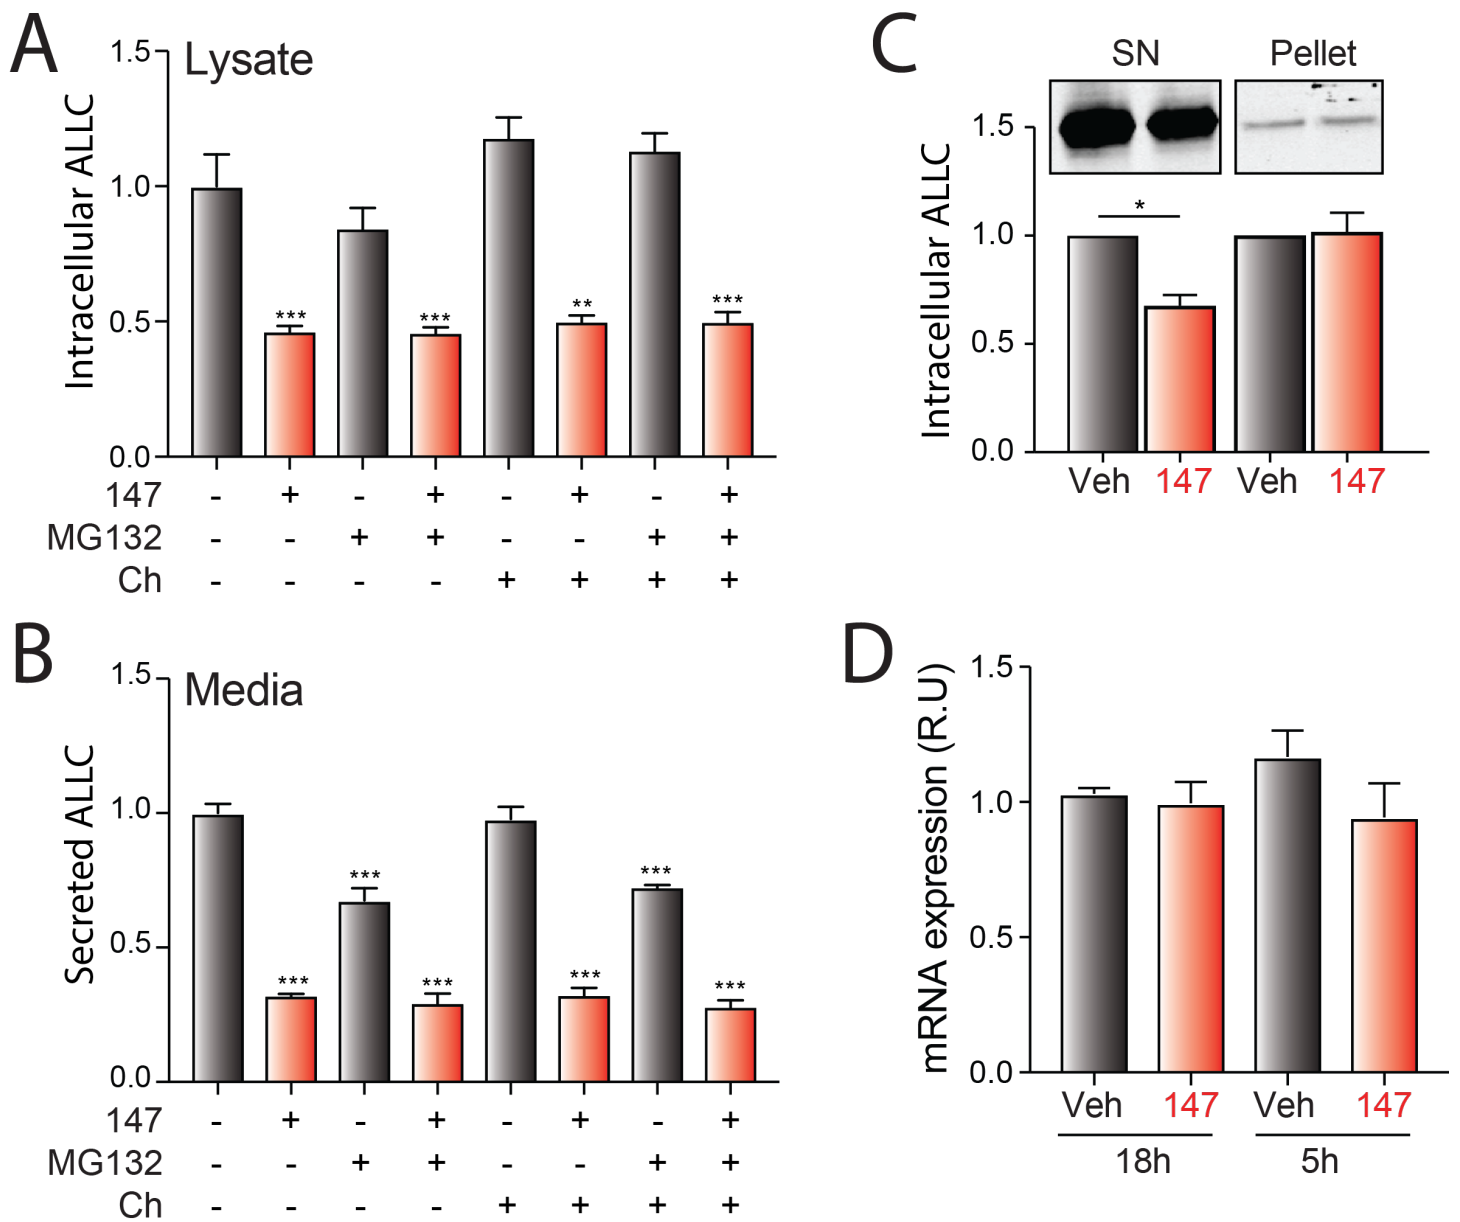 A
Lysate
Intracellular ALLC
1.5
1.0
***
***
**
***
0.5
0.0
147 - + - + - + - +
MG132 - - + + - - + +
Ch - - - - + + + +
B
Media
Secreted ALLC
1.5
1.0
***
***
0.5
***
***
***
***
0.0
147 - + - + - + - +
MG132 - - + + - - + +
Ch - - - - + + + +
C
SN Pellet
Intracellular ALLC
1.5
*
1.0
0.5
0.0
Veh 147 Veh 147
D
mRNA expression (R.U)
1.5
1.0
0.5
0.0
Veh 147 Veh 147
18h 5h